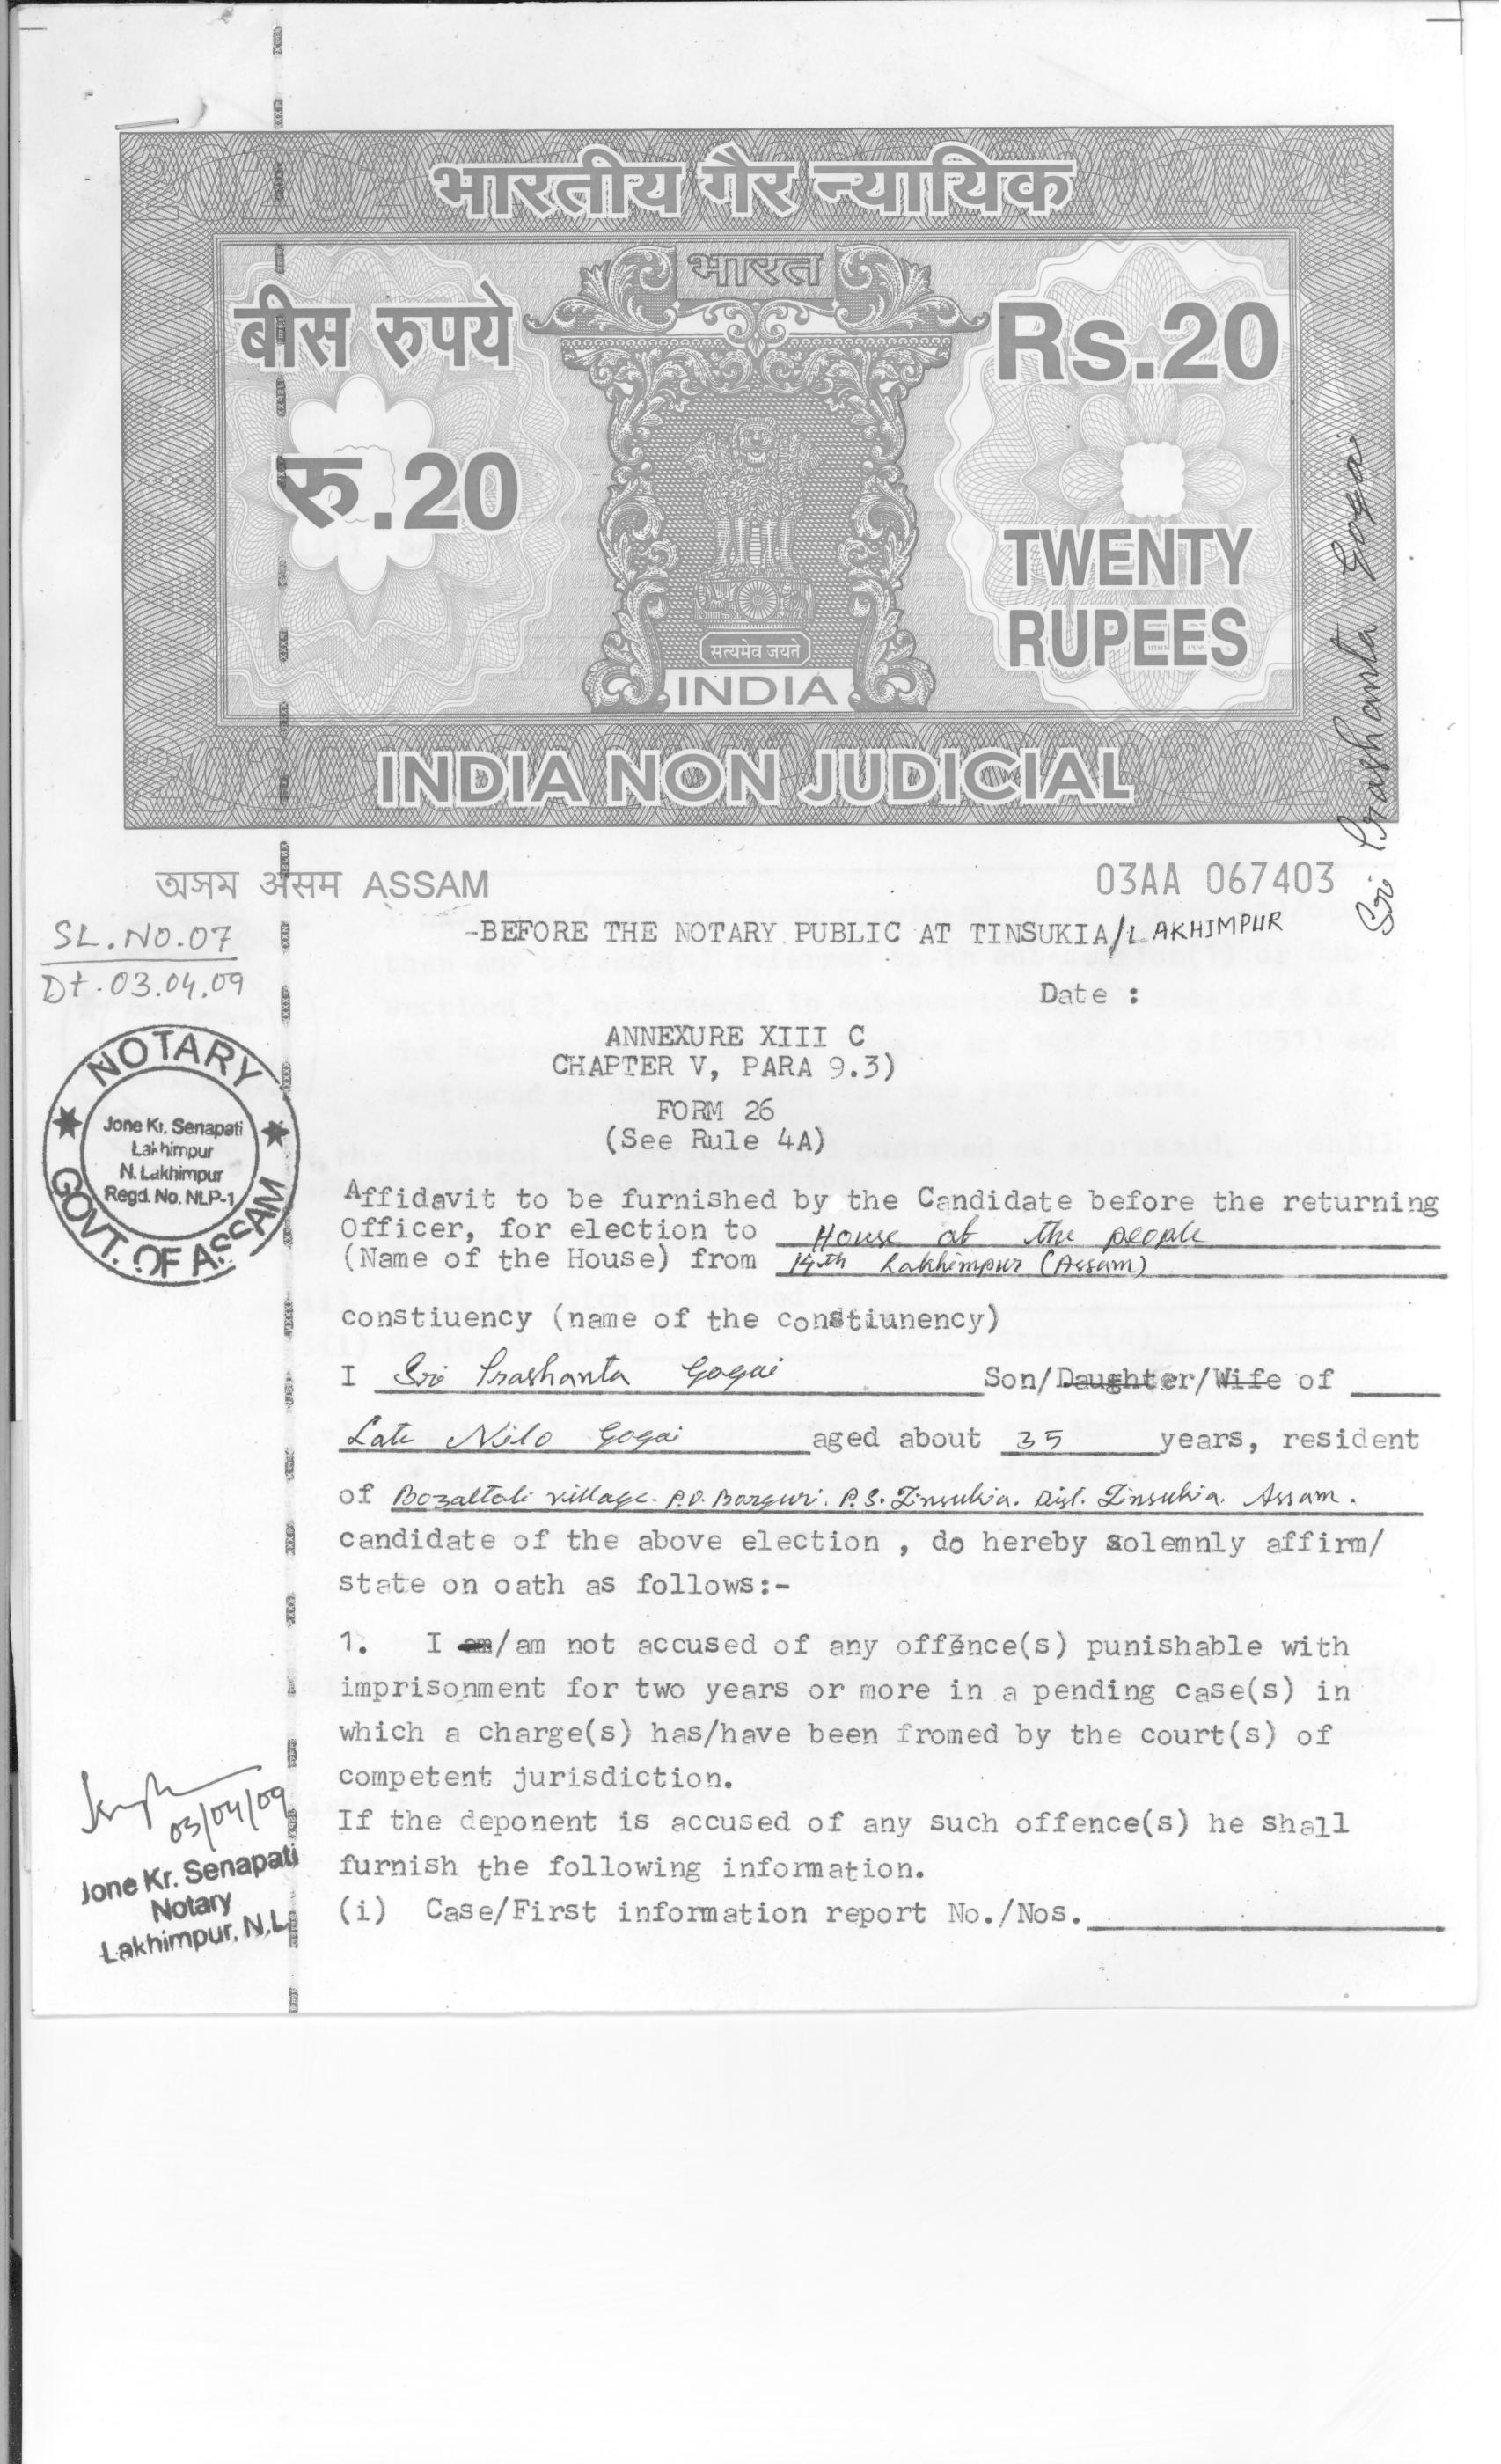 भारतीय गैर न्यायिक
भारत
बीस रुपये
Rs.20
रु.20
TWENTY
RUPEES
सत्यमेव जयते
INDIA
INDIA NON JUDICIAL
Sri Prashanta Gogoi
অসম असम ASSAM
03AA 067403
SL.NO.07
Dt.03.04.09
-BEFORE THE NOTARY PUBLIC AT TINSUKIA/LAKHIMPUR
Date :
ANNEXURE XIII C
CHAPTER V, PARA 9.3)
FORM 26
(See Rule 4A)
NOTARY
Jone Kr. Senapati
Lakhimpur
N. Lakhimpur
Regd. No. NLP-1
GOVT. OF ASSAM
Affidavit to be furnished by the Candidate before the returning
Officer, for election to House of the people
(Name of the House) from 14th Lakhimpur (Assam)
constiuency (name of the constiunency)
I Sri Prashanta Gogoi Son/Daughter/Wife of
Late Nilo Gogoi aged about 35 years, resident
of Bozaltoli village. P.O. Borguri. P.S. Tinsukia. Dist. Tinsukia. Assam.
candidate of the above election , do hereby solemnly affirm/
state on oath as follows:-
1. I am/am not accused of any offence(s) punishable with
imprisonment for two years or more in a pending case(s) in
which a charge(s) has/have been fromed by the court(s) of
competent jurisdiction.
If the deponent is accused of any such offence(s) he shall
furnish the following information.
(i) Case/First information report No./Nos.
03/04/09
Jone Kr. Senapati
Notary
Lakhimpur, N.L.